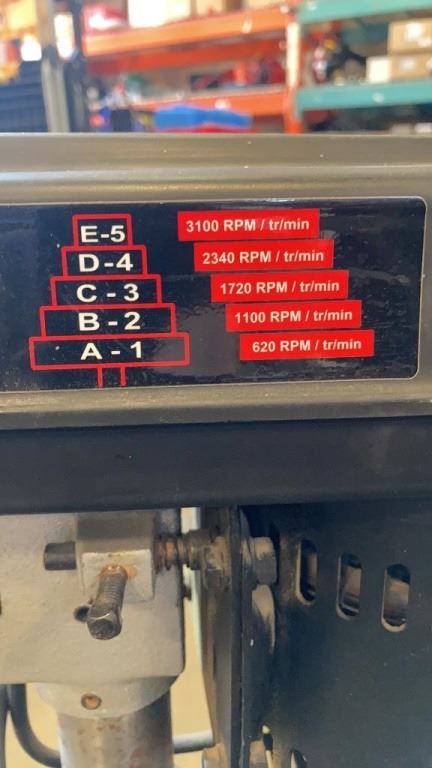 E-5 3100 RPM / tr/min
D-4 2340 RPM / tr/min
C - 3 1720 RPM / tr/min
B - 2 1100 RPM / tr/min
A - 1 620 RPM / tr/min